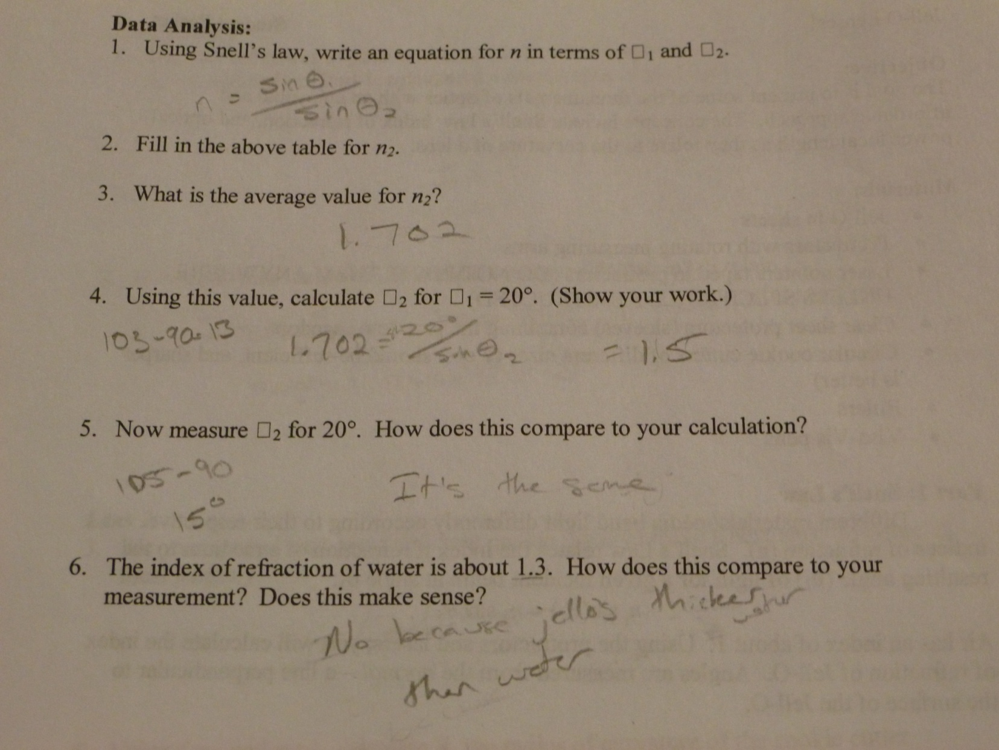 Data Analysis:
1. Using Snell's law, write an equation for n in terms of □1 and □2.
n = sin θ1 / sin θ2
2. Fill in the above table for n2.
3. What is the average value for n2?
1.702
4. Using this value, calculate □2 for □1 = 20°. (Show your work.)
103-90=13 1.702 = sin 20° / sin θ2 = 1.5
5. Now measure □2 for 20°. How does this compare to your calculation?
105-90 It's the same
15°
6. The index of refraction of water is about 1.3. How does this compare to your
measurement? Does this make sense?
No because jello's thicker
than water